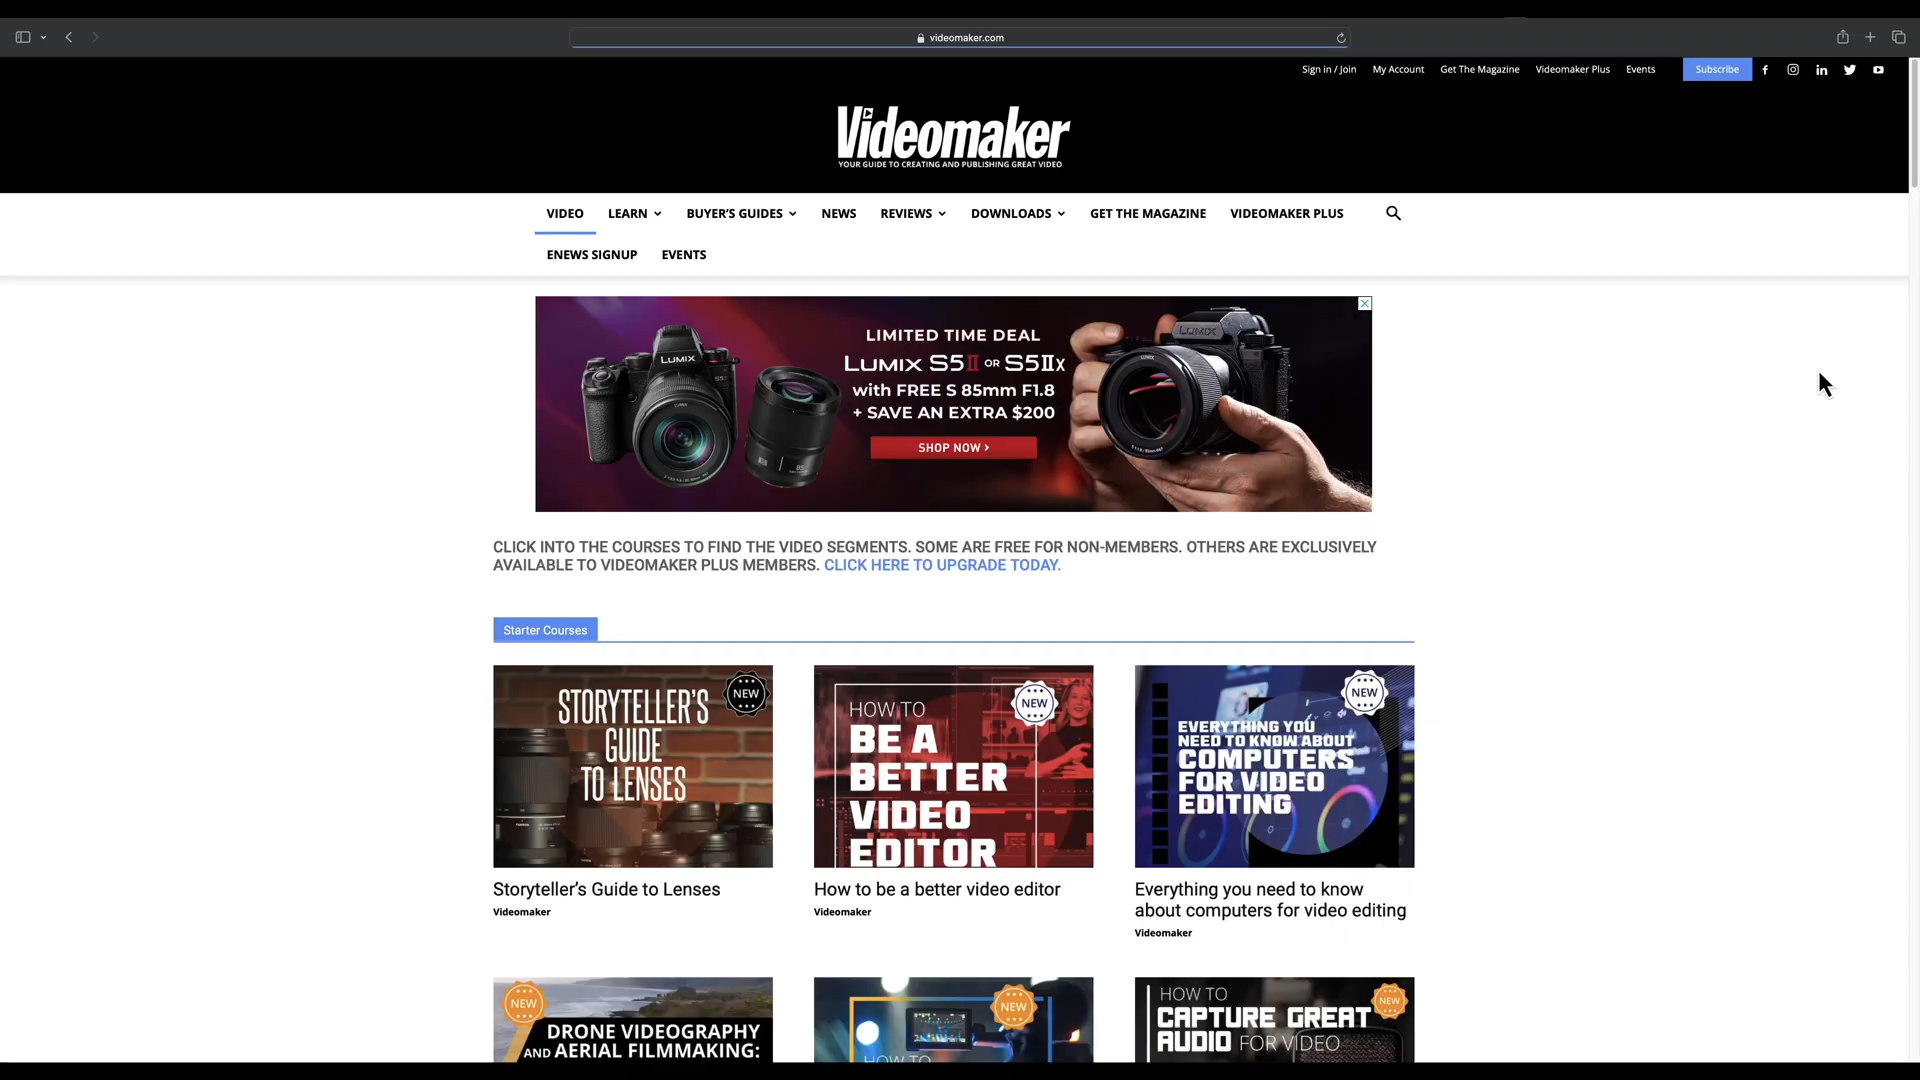 videomaker.com
Sign in / Join My Account Get The Magazine Videomaker Plus Events Subscribe
Videomaker
YOUR GUIDE TO CREATING AND PUBLISHING GREAT VIDEO
VIDEO LEARN BUYER'S GUIDES NEWS REVIEWS DOWNLOADS GET THE MAGAZINE VIDEOMAKER PLUS
ENEWS SIGNUP EVENTS
LUMIX
LIMITED TIME DEAL
LUMIX S5II OR S5IIX
with FREE S 85mm F1.8
+ SAVE AN EXTRA $200
SHOP NOW >
LUMIX
CLICK INTO THE COURSES TO FIND THE VIDEO SEGMENTS. SOME ARE FREE FOR NON-MEMBERS. OTHERS ARE EXCLUSIVELY
AVAILABLE TO VIDEOMAKER PLUS MEMBERS. CLICK HERE TO UPGRADE TODAY.
Starter Courses
NEW
STORYTELLER'S
GUIDE
TO LENSES
Storyteller's Guide to Lenses
Videomaker
NEW
HOW TO
BE A
BETTER
VIDEO
EDITOR
How to be a better video editor
Videomaker
NEW
EVERYTHING YOU
NEED TO KNOW ABOUT
COMPUTERS
FOR VIDEO
EDITING
Everything you need to know
about computers for video editing
Videomaker
NEW
DRONE VIDEOGRAPHY
AND AERIAL FILMMAKING:
NEW
HOW TO
NEW
HOW TO
CAPTURE GREAT
AUDIO FOR VIDEO